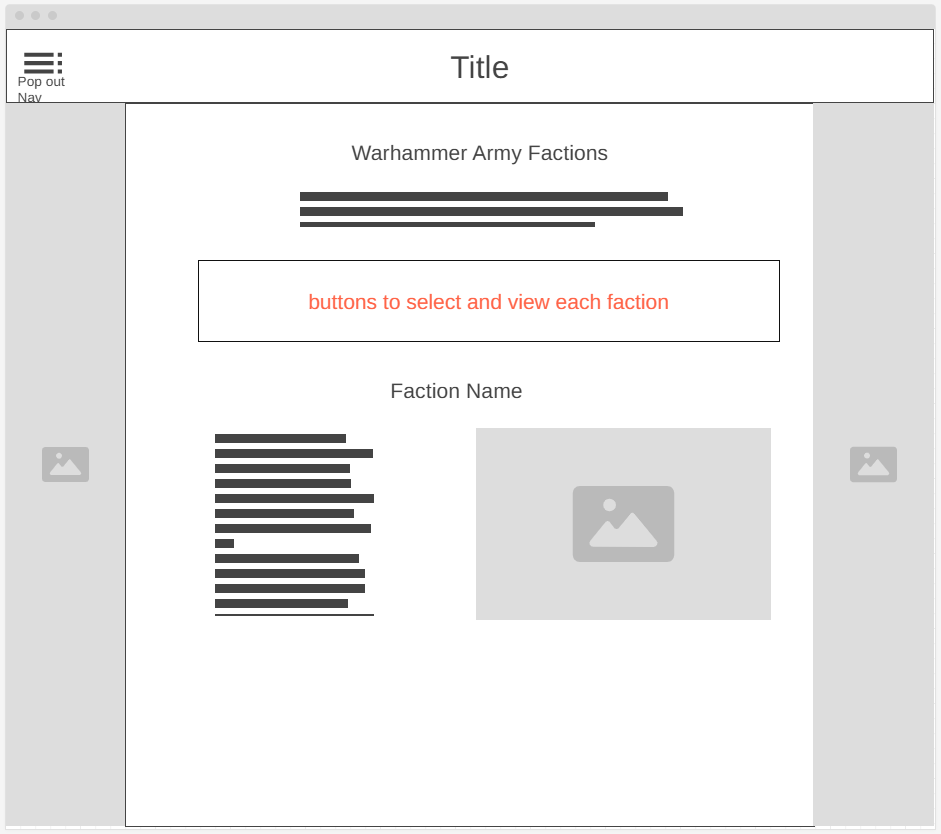 Title
Pop out
Nav
Warhammer Army Factions
buttons to select and view each faction
Faction Name